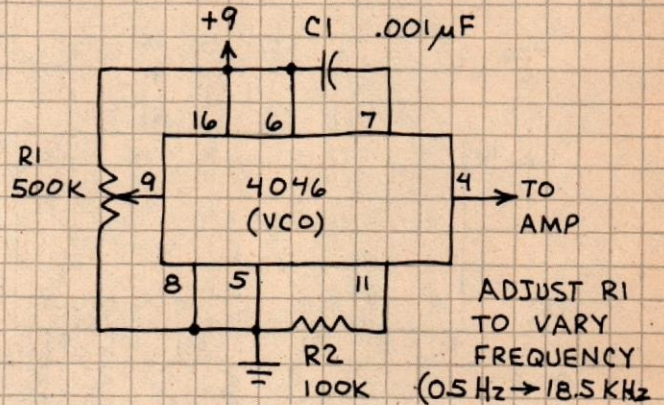 +9
C1 .001µF
16 6 7
R1
500K
9
4046
(VCO)
4
TO
AMP
8 5 11
R2
100K
ADJUST R1
TO VARY
FREQUENCY
(0.5 Hz → 18.5 KHz